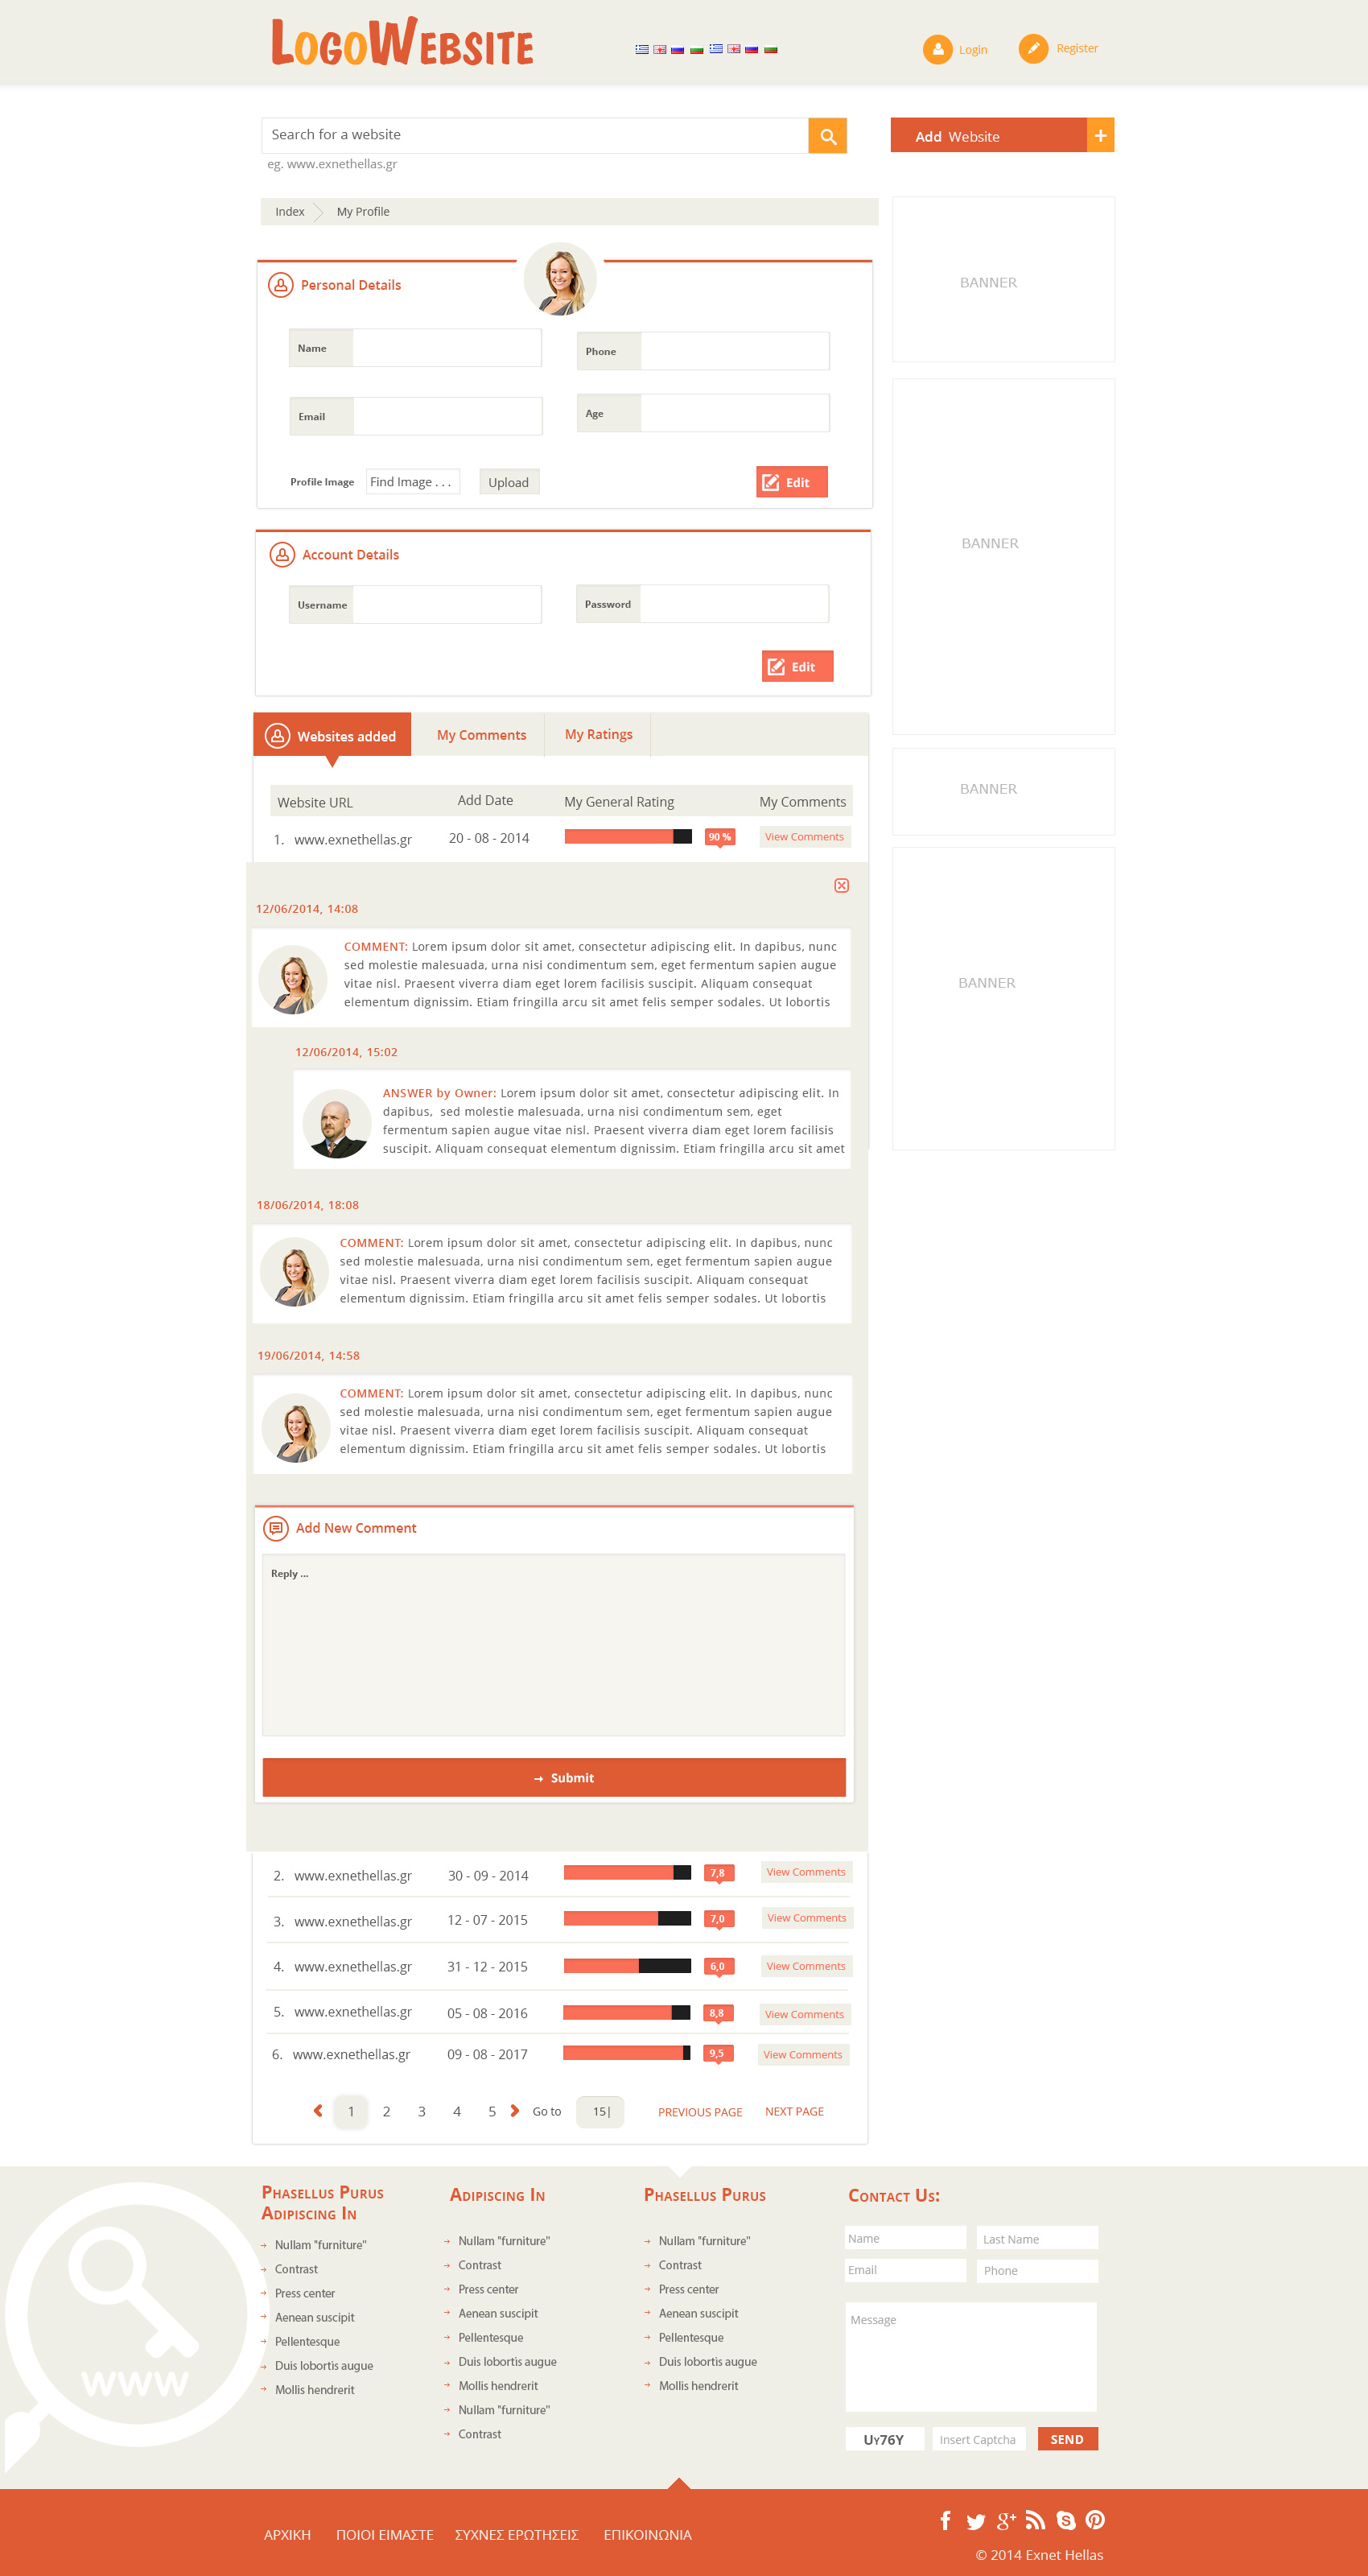 LogoWebsite
Login
Register
Search for a website
Add Website
+
eg. www.exnethellas.gr
Index
My Profile
BANNER
Personal Details
Name
Phone
Email
Age
Profile Image
Find Image . . .
Upload
Edit
BANNER
Account Details
Username
Password
Edit
Websites added
My Comments
My Ratings
BANNER
Website URL
Add Date
My General Rating
My Comments
1. www.exnethellas.gr
20 - 08 - 2014
90 %
View Comments
12/06/2014, 14:08
COMMENT: Lorem ipsum dolor sit amet, consectetur adipiscing elit. In dapibus, nunc
sed molestie malesuada, urna nisi condimentum sem, eget fermentum sapien augue
vitae nisl. Praesent viverra diam eget lorem facilisis suscipit. Aliquam consequat
elementum dignissim. Etiam fringilla arcu sit amet felis semper sodales. Ut lobortis
BANNER
12/06/2014, 15:02
ANSWER by Owner: Lorem ipsum dolor sit amet, consectetur adipiscing elit. In
dapibus, sed molestie malesuada, urna nisi condimentum sem, eget
fermentum sapien augue vitae nisl. Praesent viverra diam eget lorem facilisis
suscipit. Aliquam consequat elementum dignissim. Etiam fringilla arcu sit amet
18/06/2014, 18:08
COMMENT: Lorem ipsum dolor sit amet, consectetur adipiscing elit. In dapibus, nunc
sed molestie malesuada, urna nisi condimentum sem, eget fermentum sapien augue
vitae nisl. Praesent viverra diam eget lorem facilisis suscipit. Aliquam consequat
elementum dignissim. Etiam fringilla arcu sit amet felis semper sodales. Ut lobortis
19/06/2014, 14:58
COMMENT: Lorem ipsum dolor sit amet, consectetur adipiscing elit. In dapibus, nunc
sed molestie malesuada, urna nisi condimentum sem, eget fermentum sapien augue
vitae nisl. Praesent viverra diam eget lorem facilisis suscipit. Aliquam consequat
elementum dignissim. Etiam fringilla arcu sit amet felis semper sodales. Ut lobortis
Add New Comment
Reply ...
→ Submit
2. www.exnethellas.gr
30 - 09 - 2014
7,8
View Comments
3. www.exnethellas.gr
12 - 07 - 2015
7,0
View Comments
4. www.exnethellas.gr
31 - 12 - 2015
6,0
View Comments
5. www.exnethellas.gr
05 - 08 - 2016
8,8
View Comments
6. www.exnethellas.gr
09 - 08 - 2017
9,5
View Comments
1 2 3 4 5
Go to
15|
PREVIOUS PAGE
NEXT PAGE
www
Phasellus Purus
Adipiscing In
Nullam "furniture"
Contrast
Press center
Aenean suscipit
Pellentesque
Duis lobortis augue
Mollis hendrerit
Adipiscing In
Nullam "furniture"
Contrast
Press center
Aenean suscipit
Pellentesque
Duis lobortis augue
Mollis hendrerit
Nullam "furniture"
Contrast
Phasellus Purus
Nullam "furniture"
Contrast
Press center
Aenean suscipit
Pellentesque
Duis lobortis augue
Mollis hendrerit
Contact Us:
Name
Last Name
Email
Phone
Message
Uy76Y
Insert Captcha
SEND
ΑΡΧΙΚΗ
ΠΟΙΟΙ ΕΙΜΑΣΤΕ
ΣΥΧΝΕΣ ΕΡΩΤΗΣΕΙΣ
ΕΠΙΚΟΙΝΩΝΙΑ
© 2014 Exnet Hellas